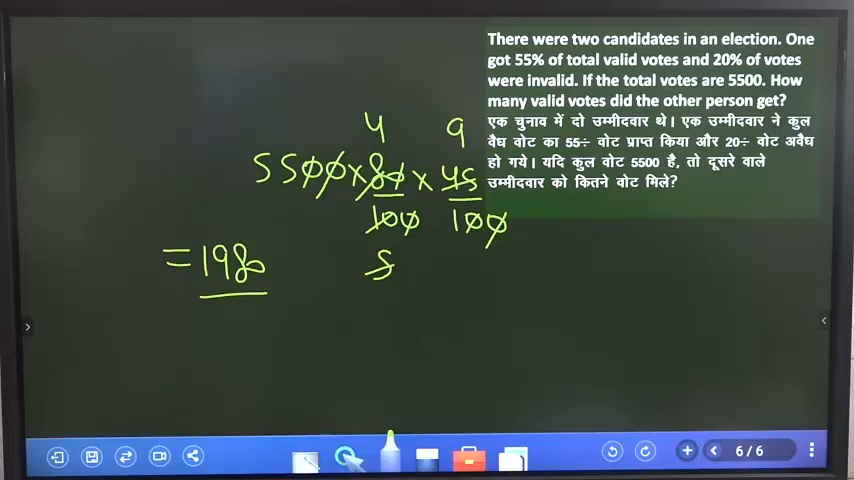 There were two candidates in an election. One
got 55% of total valid votes and 20% of votes
were invalid. If the total votes are 5500. How
many valid votes did the other person get?
एक चुनाव में दो उम्मीदवार थे। एक उम्मीदवार ने कुल
वैध वोट का 55÷ वोट प्राप्त किया और 20÷ वोट अवैध
हो गये। यदि कुल वोट 5500 है, तो दूसरे वाले
उम्मीदवार को कितने वोट मिले?
4 9
5500 × 80 × 45
100 100
5
= 1980
6/6